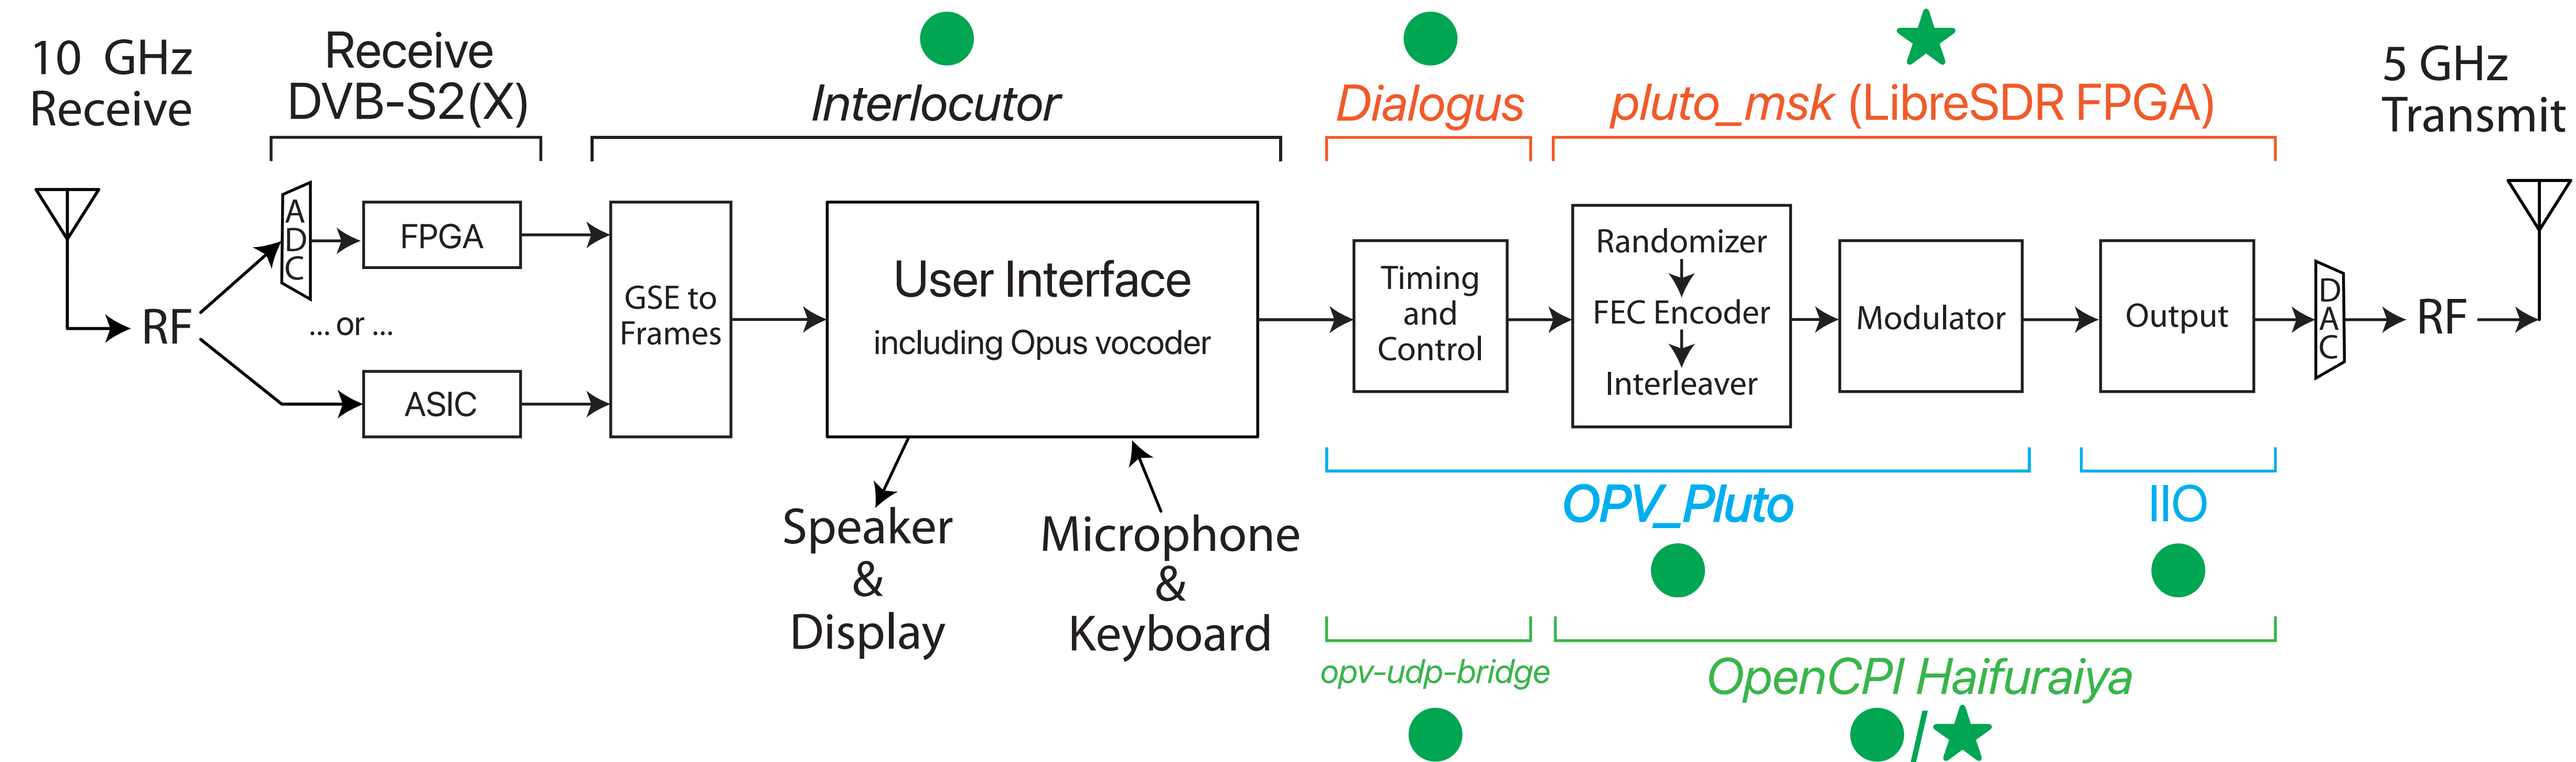 10 GHz
Receive
Receive
DVB-S2(X)
Interlocutor
Dialogus
pluto_msk (LibreSDR FPGA)
5 GHz
Transmit
RF
A
D
C
... or ...
FPGA
ASIC
GSE to
Frames
User Interface
including Opus vocoder
Speaker
&
Display
Microphone
&
Keyboard
Timing
and
Control
Randomizer
FEC Encoder
Interleaver
Modulator
Output
D
A
C
RF
OPV_Pluto
IIO
opv-udp-bridge
OpenCPI Haifuraiya
/